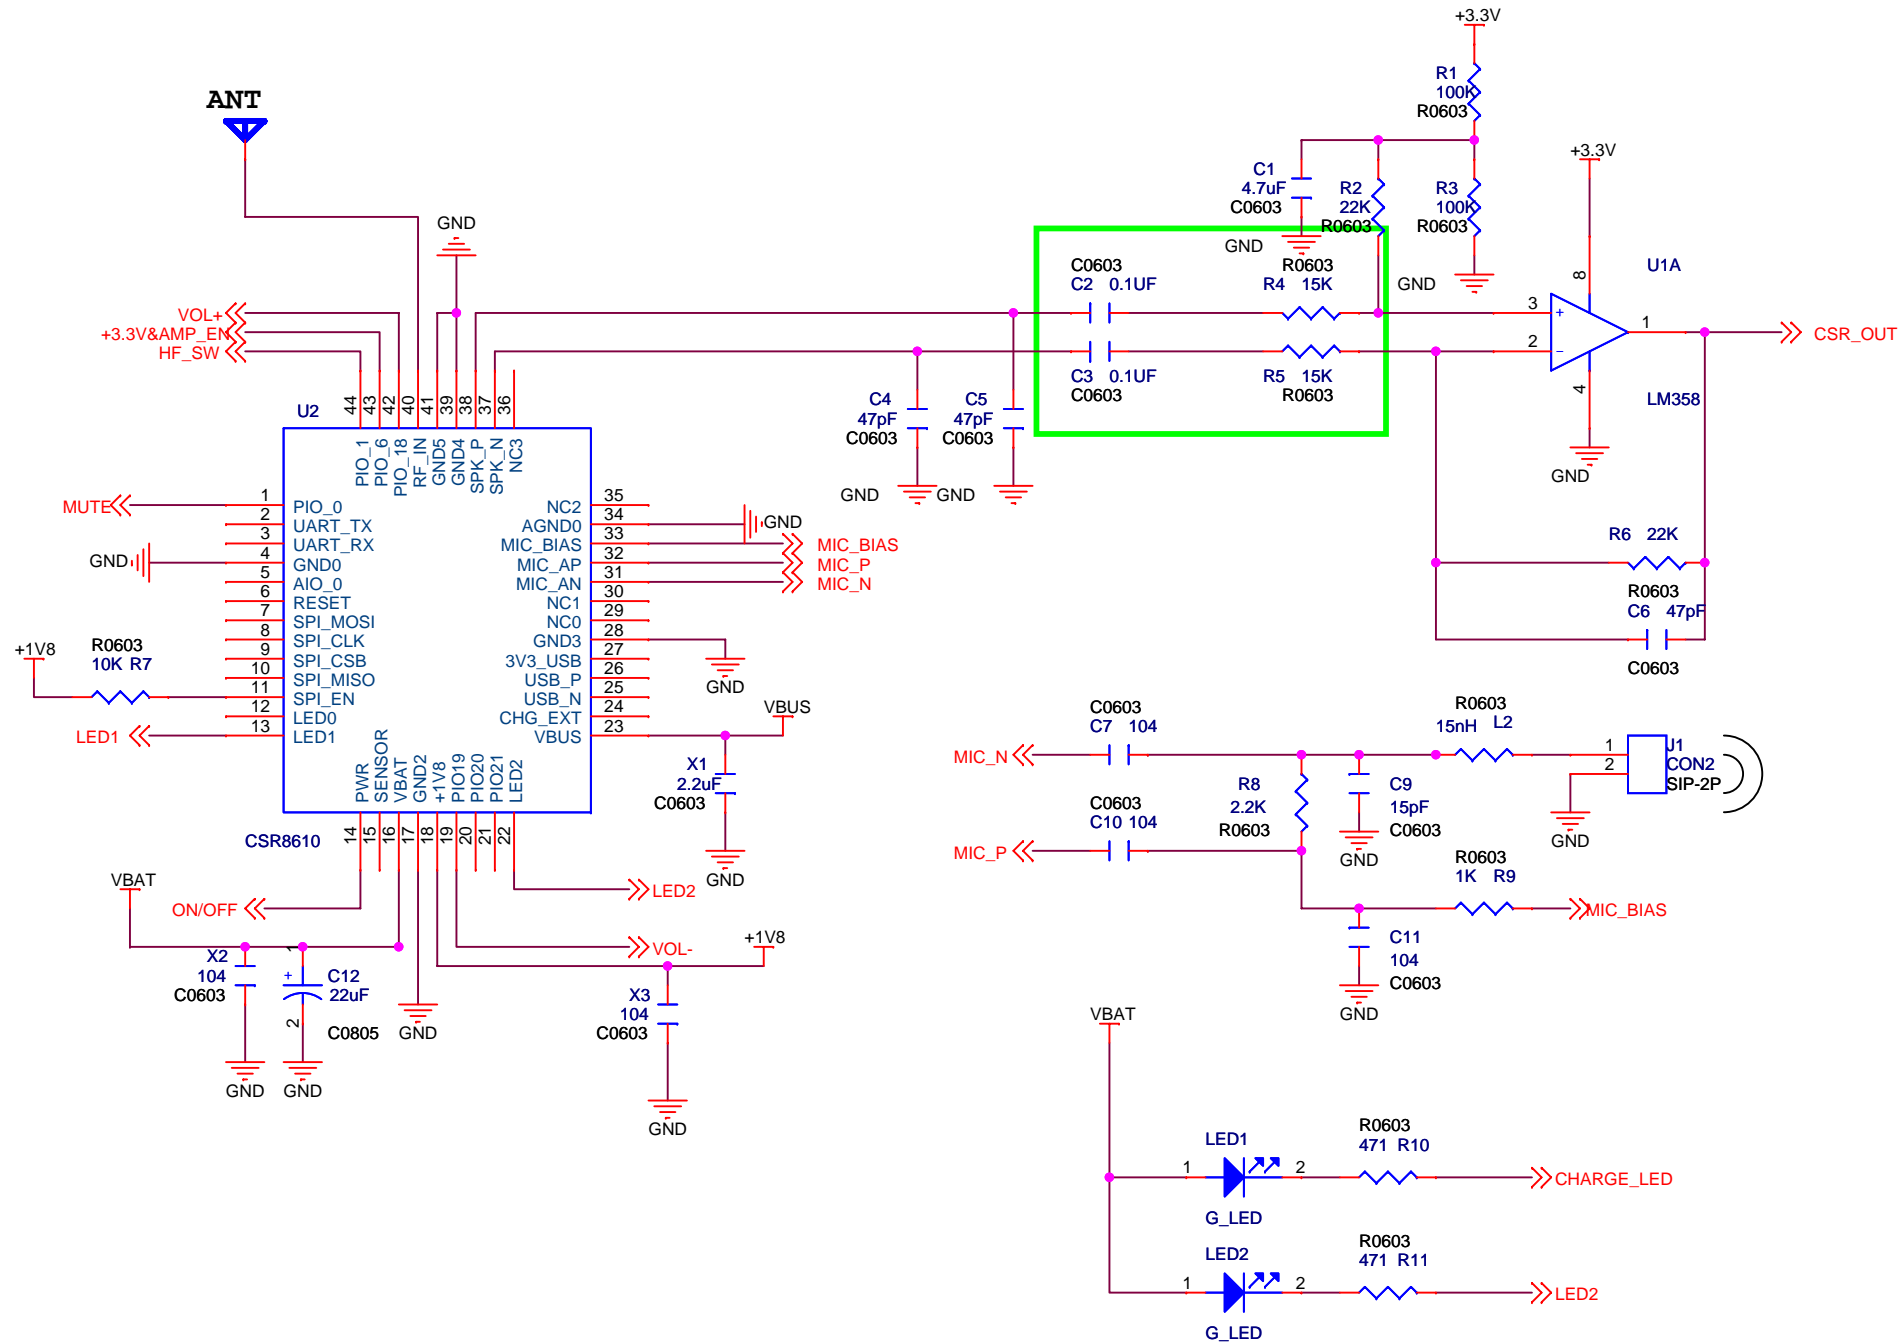 +3.3V
R1
100K
R0603
ANT
+3.3V
C1
4.7uF
C0603
R2
22K
R0603
R3
100K
R0603
GND
GND
C0603
C2 0.1UF
R0603
R4 15K
GND
U1A
8
3
+
1
2
−
CSR_OUT
4
LM358
GND
C3 0.1UF
C0603
R5 15K
R0603
VOL+
+3.3V&AMP_EN
HF_SW
C4
47pF
C0603
C5
47pF
C0603
GND
GND
U2
44
43
42
40
41
39
38
37
36
PIO_1
PIO_6
PIO_18
RF_IN
GND5
GND4
SPK_P
SPK_N
NC3
MUTE
1 PIO_0
2 UART_TX
3 UART_RX
GND
4 GND0
5 AIO_0
6 RESET
7 SPI_MOSI
8 SPI_CLK
9 SPI_CSB
10 SPI_MISO
11 SPI_EN
12 LED0
13 LED1
+1V8
R0603
10K R7
LED1
NC2 35
AGND0 34
GND
MIC_BIAS 33
MIC_BIAS
MIC_AP 32
MIC_P
MIC_AN 31
MIC_N
NC1 30
NC0 29
GND3 28
3V3_USB 27
USB_P 26
USB_N 25
CHG_EXT 24
VBUS 23
GND
VBUS
X1
2.2uF
C0603
GND
PWR
SENSOR
VBAT
GND2
+1V8
PIO19
PIO20
PIO21
LED2
14
15
16
17
18
19
20
21
22
CSR8610
VBAT
ON/OFF
LED2
VOL-
+1V8
X2
104
C0603
1
+
C12
22uF
2
C0805
GND
GND
GND
X3
104
C0603
GND
R6 22K
R0603
C6 47pF
C0603
C0603
C7 104
MIC_N
R0603
15nH L2
1
2
J1
CON2
SIP-2P
GND
R8
2.2K
R0603
C9
15pF
C0603
GND
C0603
C10 104
MIC_P
R0603
1K R9
MIC_BIAS
C11
104
C0603
GND
VBAT
LED1
1
2
G_LED
R0603
471 R10
CHARGE_LED
LED2
1
2
G_LED
R0603
471 R11
LED2